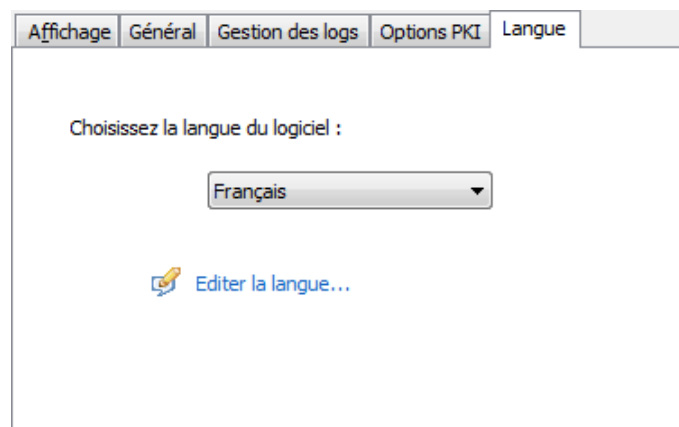 Affichage Général Gestion des logs Options PKI Langue
Choisissez la langue du logiciel :
Français
Editer la langue...